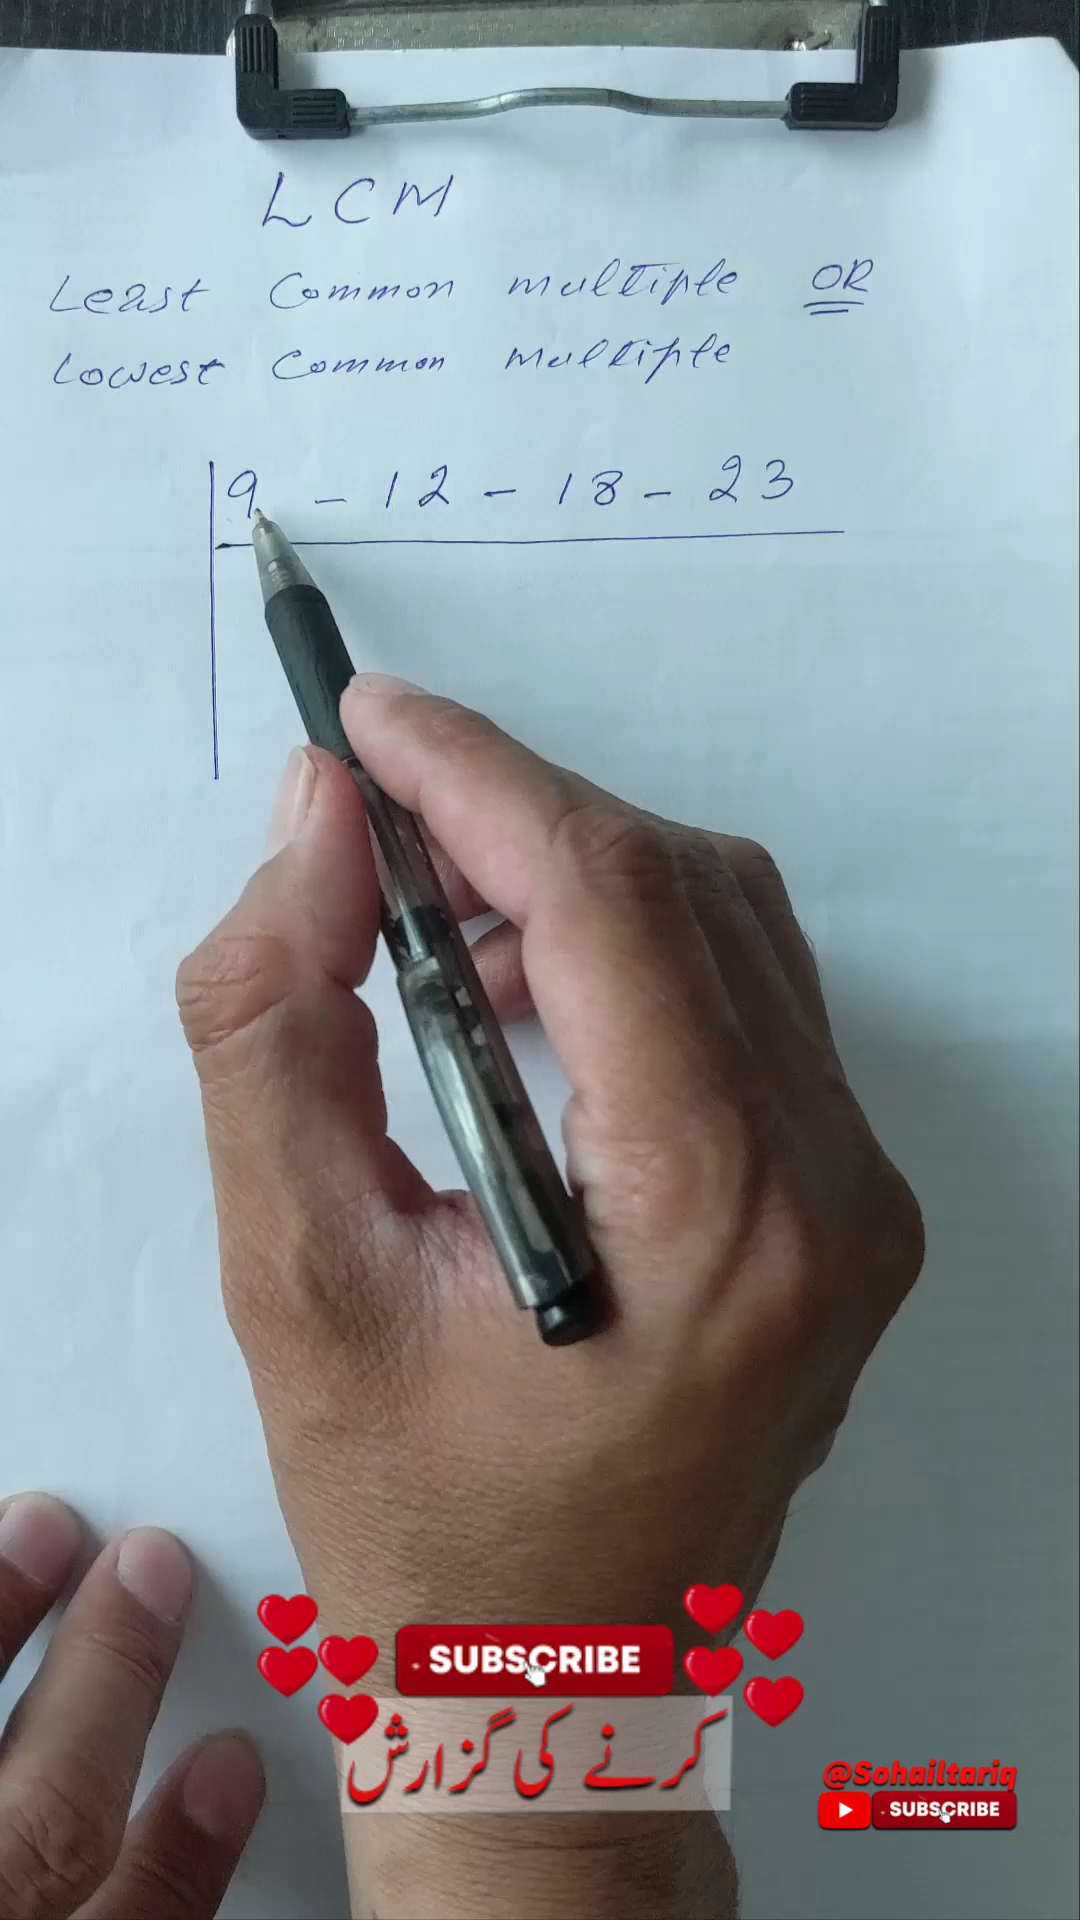 LCM
Least Common multiple OR
Lowest Common multiple
9 - 12 - 18 - 23
SUBSCRIBE
کرنے کی گزارش
@Sohailtariq
SUBSCRIBE